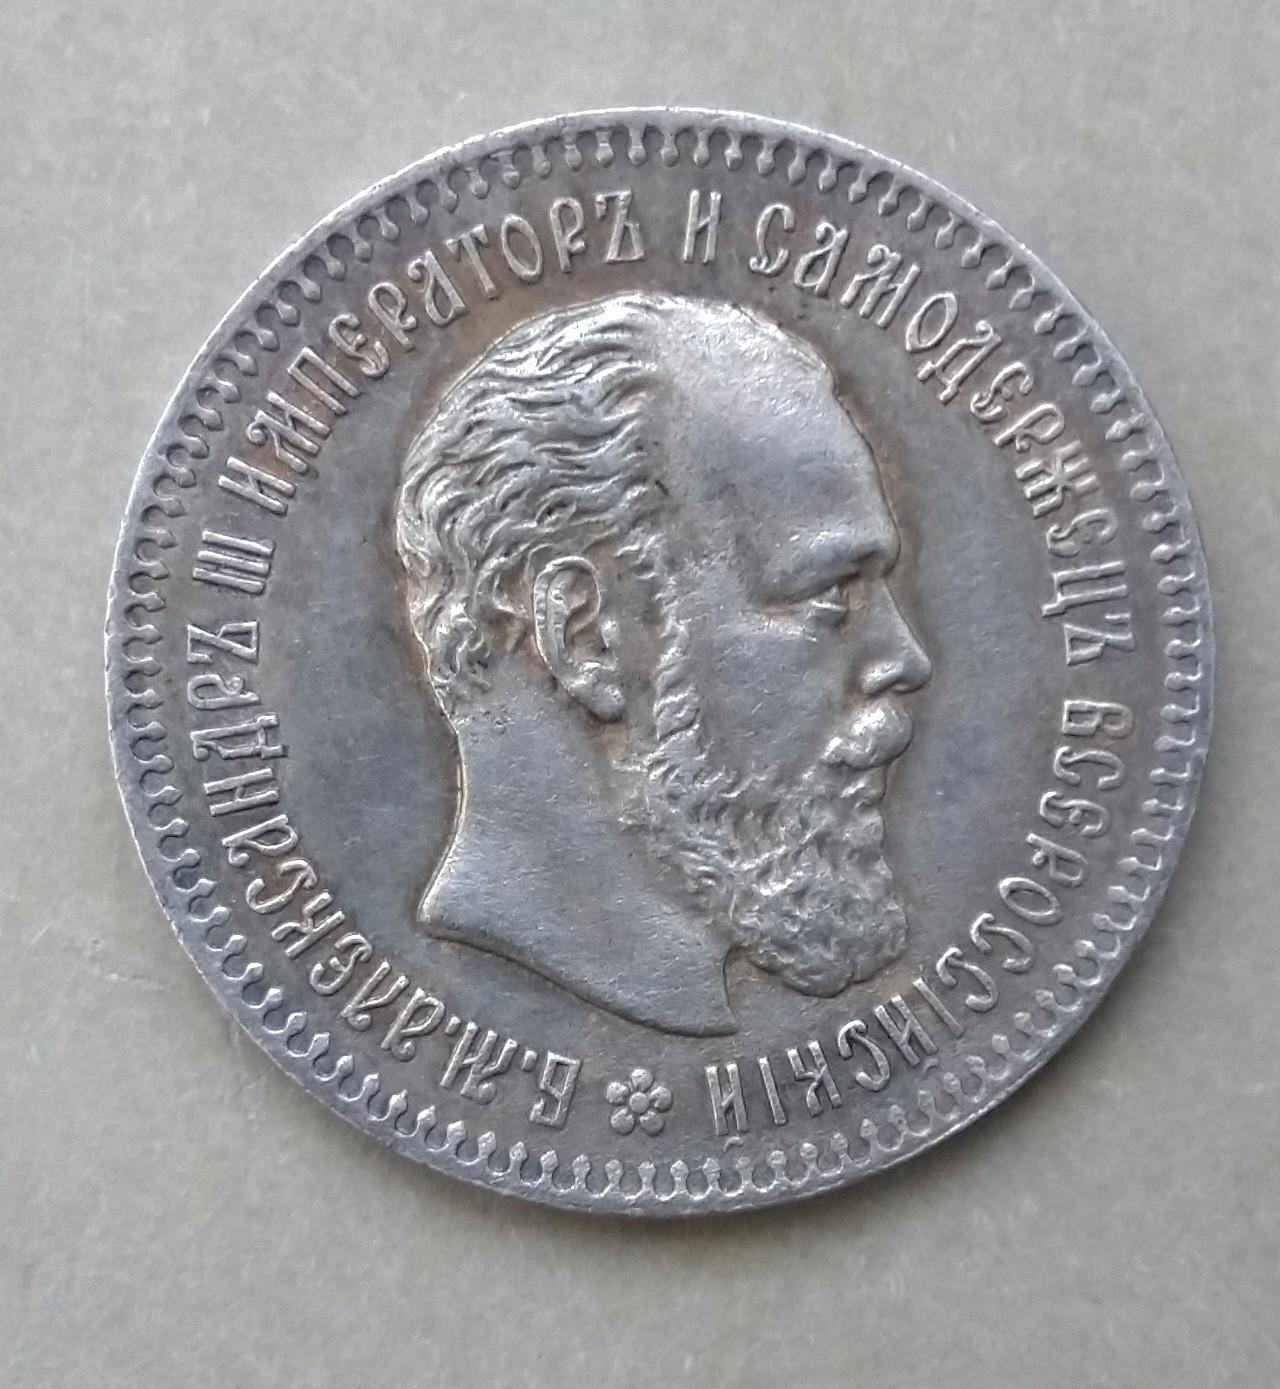 Б.М.АЛЕКСАНДРЪ III ИМПЕРАТОРЪ И САМОДЕРЖЕЦЪ ВСЕРОССІЙСКІЙ